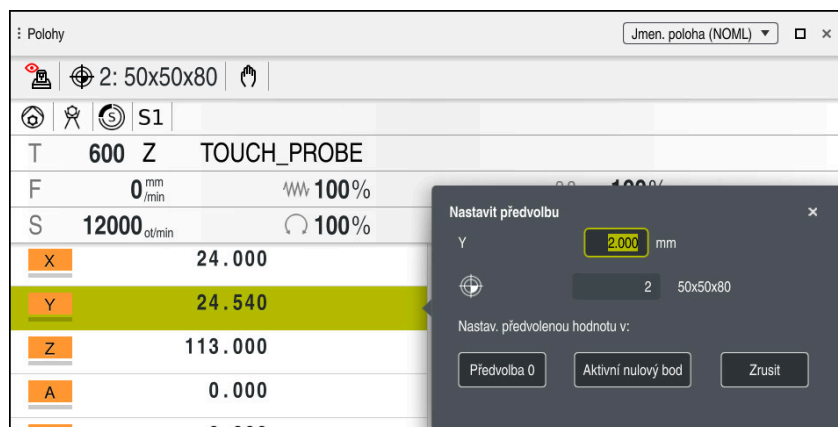 Polohy
Jmen. poloha (NOML)
2: 50x50x80
S S1
T 600 Z TOUCH_PROBE
F 0 mm/min 100% 100%
S 12000 ot/min 100%
X 24.000
Y 24.540
Z 113.000
A 0.000
Nastavit předvolbu
Y 2.000 mm
2 50x50x80
Nastav. předvolenou hodnotu v:
Předvolba 0 Aktivní nulový bod Zrusit